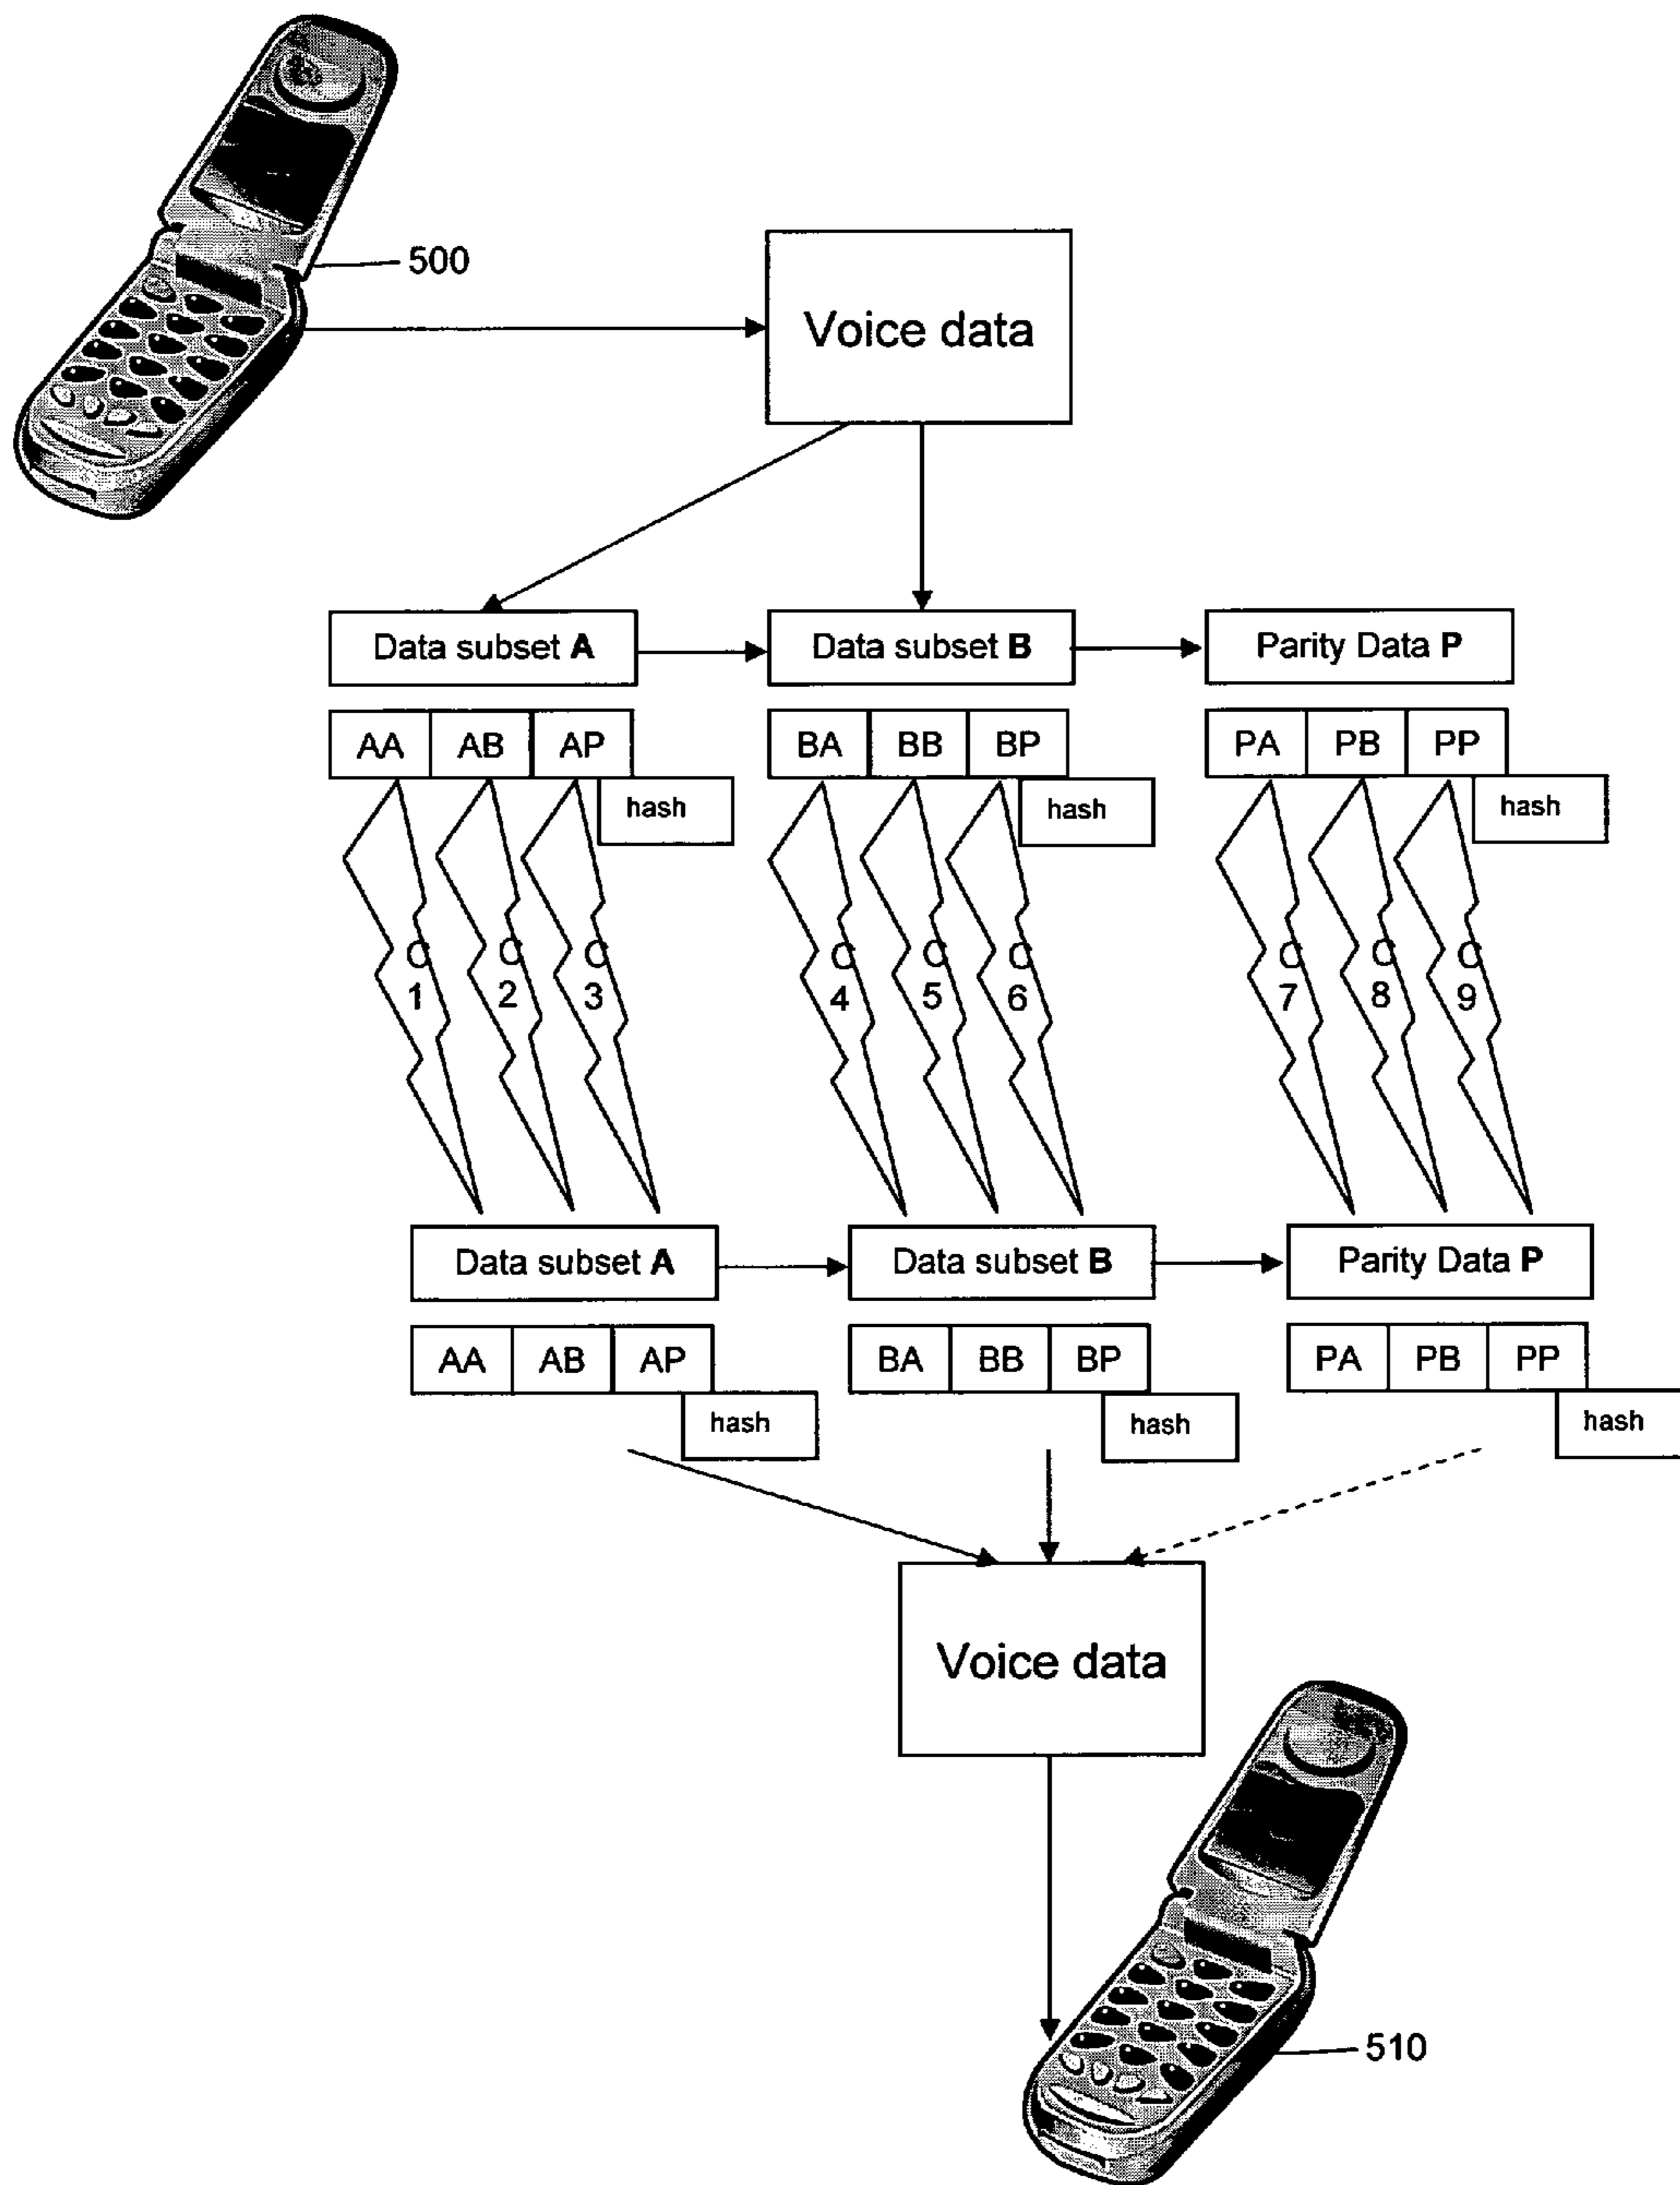 500
Voice data
Data subset A
Data subset B
Parity Data P
AA AB AP
BA BB BP
PA PB PP
hash
hash
hash
C 1
C 2
C 3
C 4
C 5
C 6
C 7
C 8
C 9
Data subset A
Data subset B
Parity Data P
AA AB AP
BA BB BP
PA PB PP
hash
hash
hash
Voice data
510